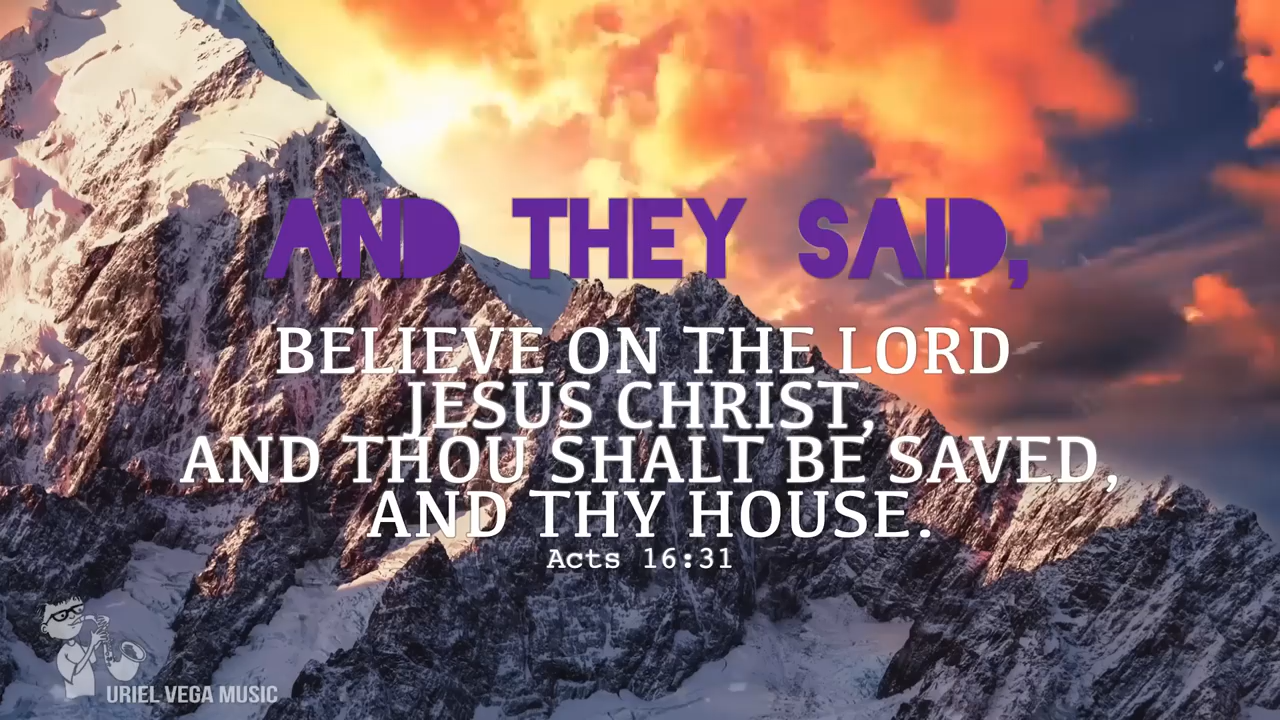 AND THEY SAID,
BELIEVE ON THE LORD
JESUS CHRIST,
AND THOU SHALT BE SAVED,
AND THY HOUSE.
Acts 16:31
URIEL VEGA MUSIC